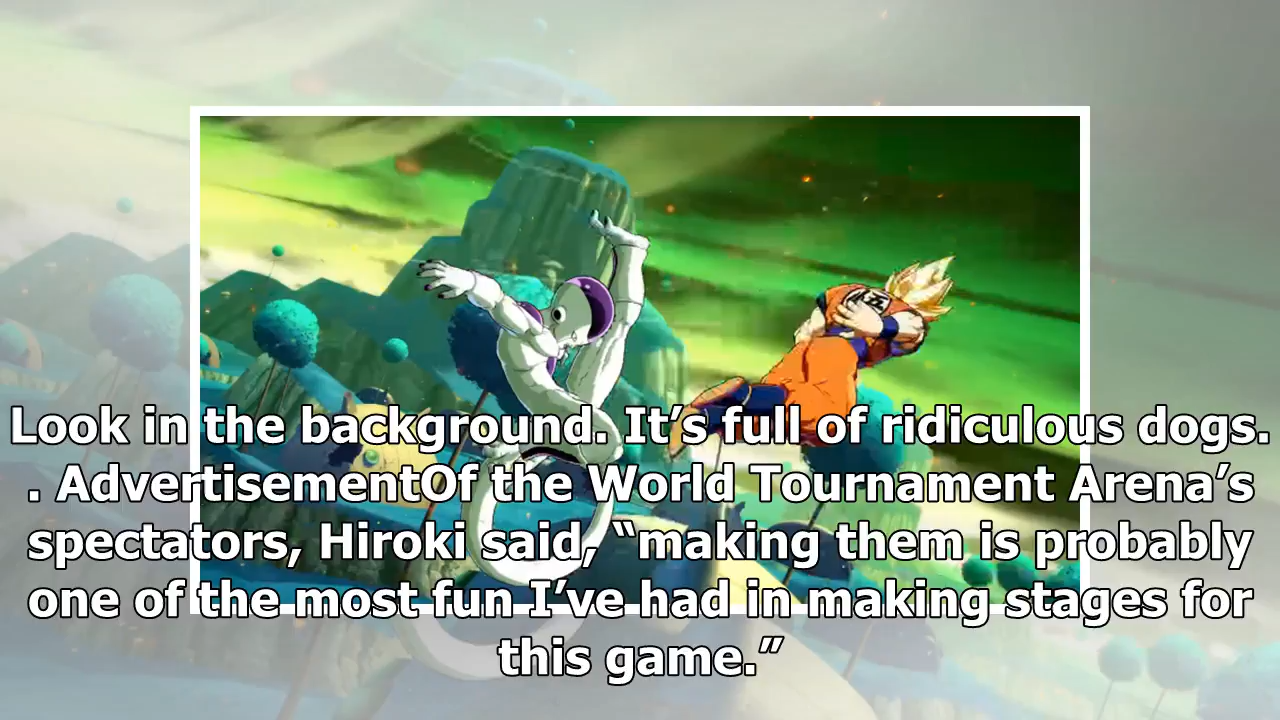 Look in the background. It’s full of ridiculous dogs.
. AdvertisementOf the World Tournament Arena’s
spectators, Hiroki said, “making them is probably
one of the most fun I’ve had in making stages for
this game.”
五